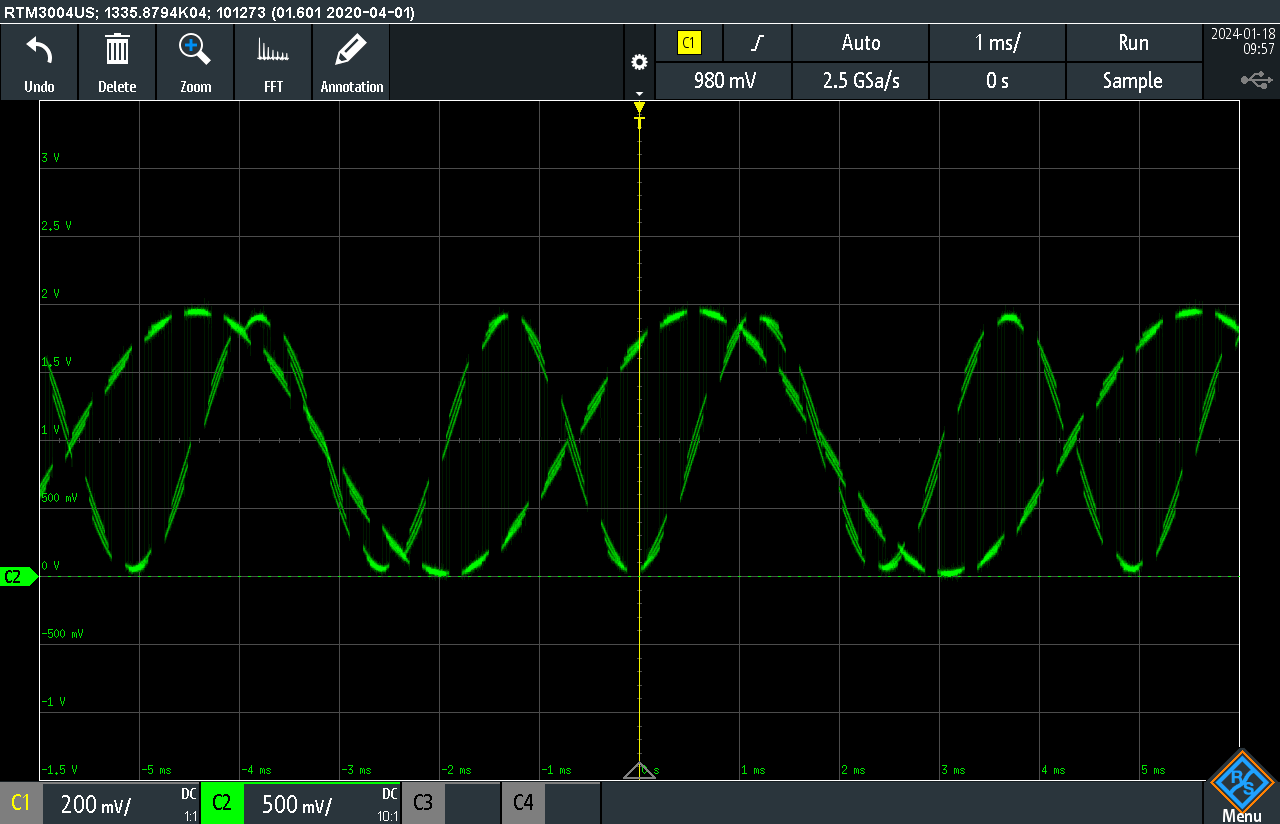 RTM3004US; 1335.8794K04; 101273 (01.601 2020-04-01)
Undo
Delete
Zoom
FFT
Annotation
C1
Auto
1 ms/
Run
980 mV
2.5 GSa/s
0 s
Sample
2024-01-18
09:57
T
3 V
2.5 V
2 V
1.5 V
1 V
500 mV
0 V
C2
-500 mV
-1 V
-1.5 V
-5 ms
-4 ms
-3 ms
-2 ms
-1 ms
0 s
1 ms
2 ms
3 ms
4 ms
5 ms
C1
200 mV/
DC
1:1
C2
500 mV/
DC
10:1
C3
C4
R
S
Menu